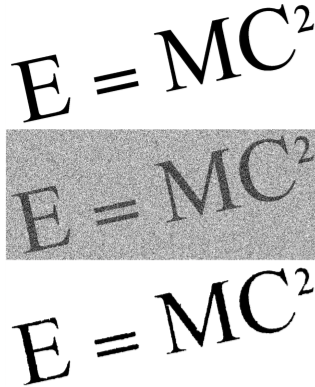 E = MC²
E = MC²
E = MC²